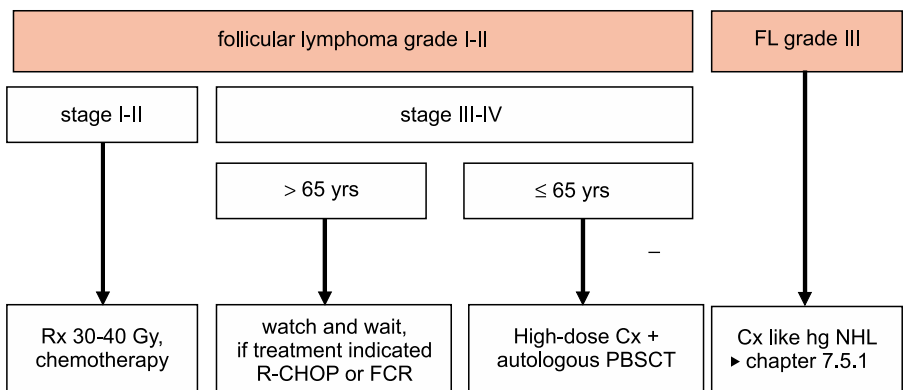 follicular lymphoma grade I-II
FL grade III
stage I-II
stage III-IV
> 65 yrs
≤ 65 yrs
–
Rx 30-40 Gy,
chemotherapy
watch and wait,
if treatment indicated
R-CHOP or FCR
High-dose Cx +
autologous PBSCT
Cx like hg NHL
▸ chapter 7.5.1